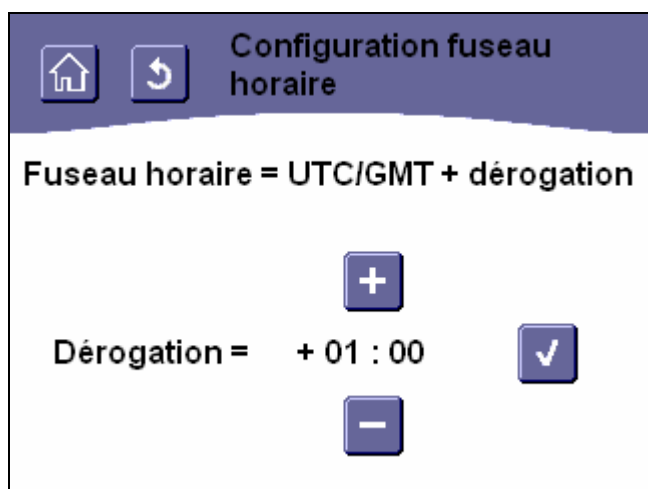 Configuration fuseau
horaire
Fuseau horaire = UTC/GMT + dérogation
+
Dérogation = + 01 : 00
−